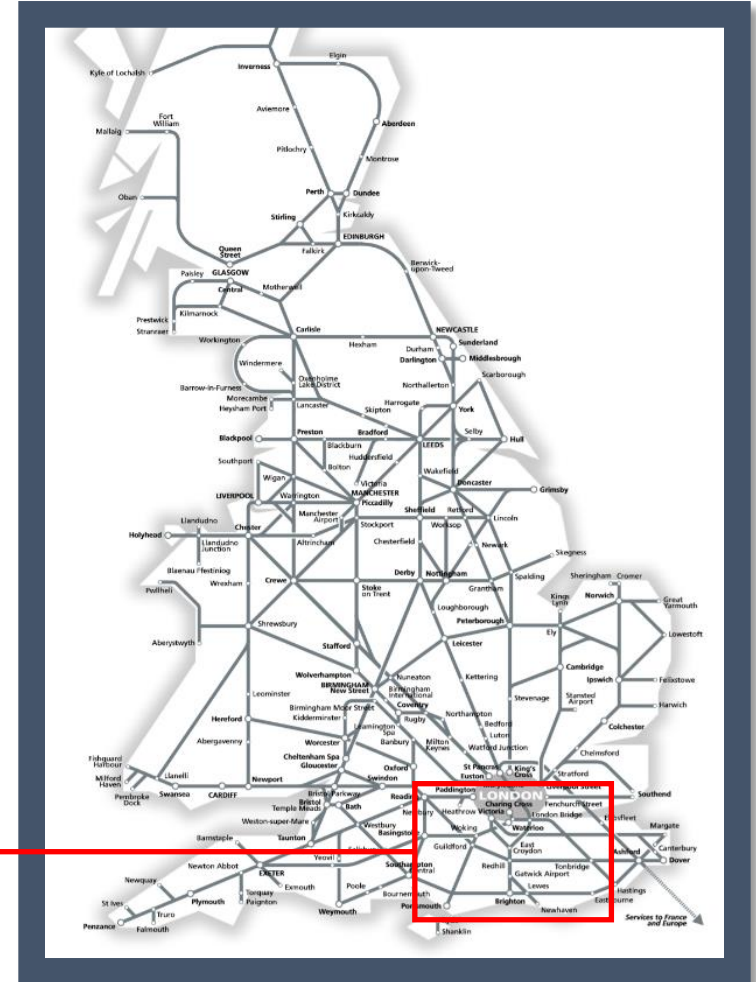 Inverness
Elgin
Kyle of Lochalsh
Aviemore
Fort
William
Mallaig
Aberdeen
Pitlochry
Montrose
Oban
Perth
Dundee
Stirling
Kirkcaldy
Queen
Street
Falkirk
EDINBURGH
GLASGOW
Paisley
Central
Motherwell
Berwick-
upon-Tweed
Prestwick
Stranraer
Kilmarnock
Carlisle
NEWCASTLE
Workington
Hexham
Sunderland
Durham
Darlington
Middlesbrough
Windermere
Oxenholme
Lake District
Scarborough
Barrow-in-Furness
Northallerton
Morecambe
Heysham Port
Lancaster
Harrogate
York
Skipton
Blackpool
Preston
Bradford
LEEDS
Selby
Hull
Blackburn
Huddersfield
Southport
Bolton
Wakefield
Wigan
Victoria
Doncaster
MANCHESTER
Piccadilly
Grimsby
LIVERPOOL
Warrington
Manchester
Airport
Sheffield
Retford
Lincoln
Llandudno
Chester
Stockport
Worksop
Holyhead
Llandudno
Junction
Altrincham
Chesterfield
Newark
Skegness
Blaenau Ffestiniog
Wrexham
Crewe
Derby
Nottingham
Spalding
Sheringham
Cromer
Pwllheli
Stoke
on Trent
Grantham
Kings
Lynn
Norwich
Great
Yarmouth
Loughborough
Shrewsbury
Peterborough
Ely
Lowestoft
Aberystwyth
Stafford
Leicester
Wolverhampton
Cambridge
BIRMINGHAM
New Street
Nuneaton
Kettering
Ipswich
Felixstowe
Birmingham
International
Leominster
Stevenage
Stansted
Airport
Birmingham Moor Street
Coventry
Harwich
Hereford
Kidderminster
Rugby
Northampton
Leamington
Spa
Bedford
Colchester
Abergavenny
Worcester
Banbury
Milton
Keynes
Luton
Watford Junction
Chelmsford
Cheltenham Spa
Gloucester
Oxford
St Pancras
Euston
King's
Cross
Stratford
Fishguard
Harbour
Llanelli
Newport
Swindon
Milford
Haven
Pembroke
Dock
Swansea
CARDIFF
Bristol Parkway
Paddington
Liverpool Street
LONDON
Southend
Bristol
Temple Meads
Bath
Reading
Charing Cross
Fenchurch Street
Newbury
Heathrow
Victoria
London Bridge
Ebbsfleet
Weston-super-Mare
Westbury
Basingstoke
Woking
Waterloo
Margate
Barnstaple
Taunton
Guildford
East
Croydon
Canterbury
Yeovil
Salisbury
Ashford
Dover
Newton Abbot
EXETER
Southampton
Central
Redhill
Tonbridge
Gatwick Airport
Newquay
Exmouth
Poole
Lewes
Hastings
St Ives
Plymouth
Torquay
Paignton
Bournemouth
Portsmouth
Brighton
Eastbourne
Truro
Weymouth
Newhaven
Penzance
Falmouth
Services to France
and Europe
Shanklin